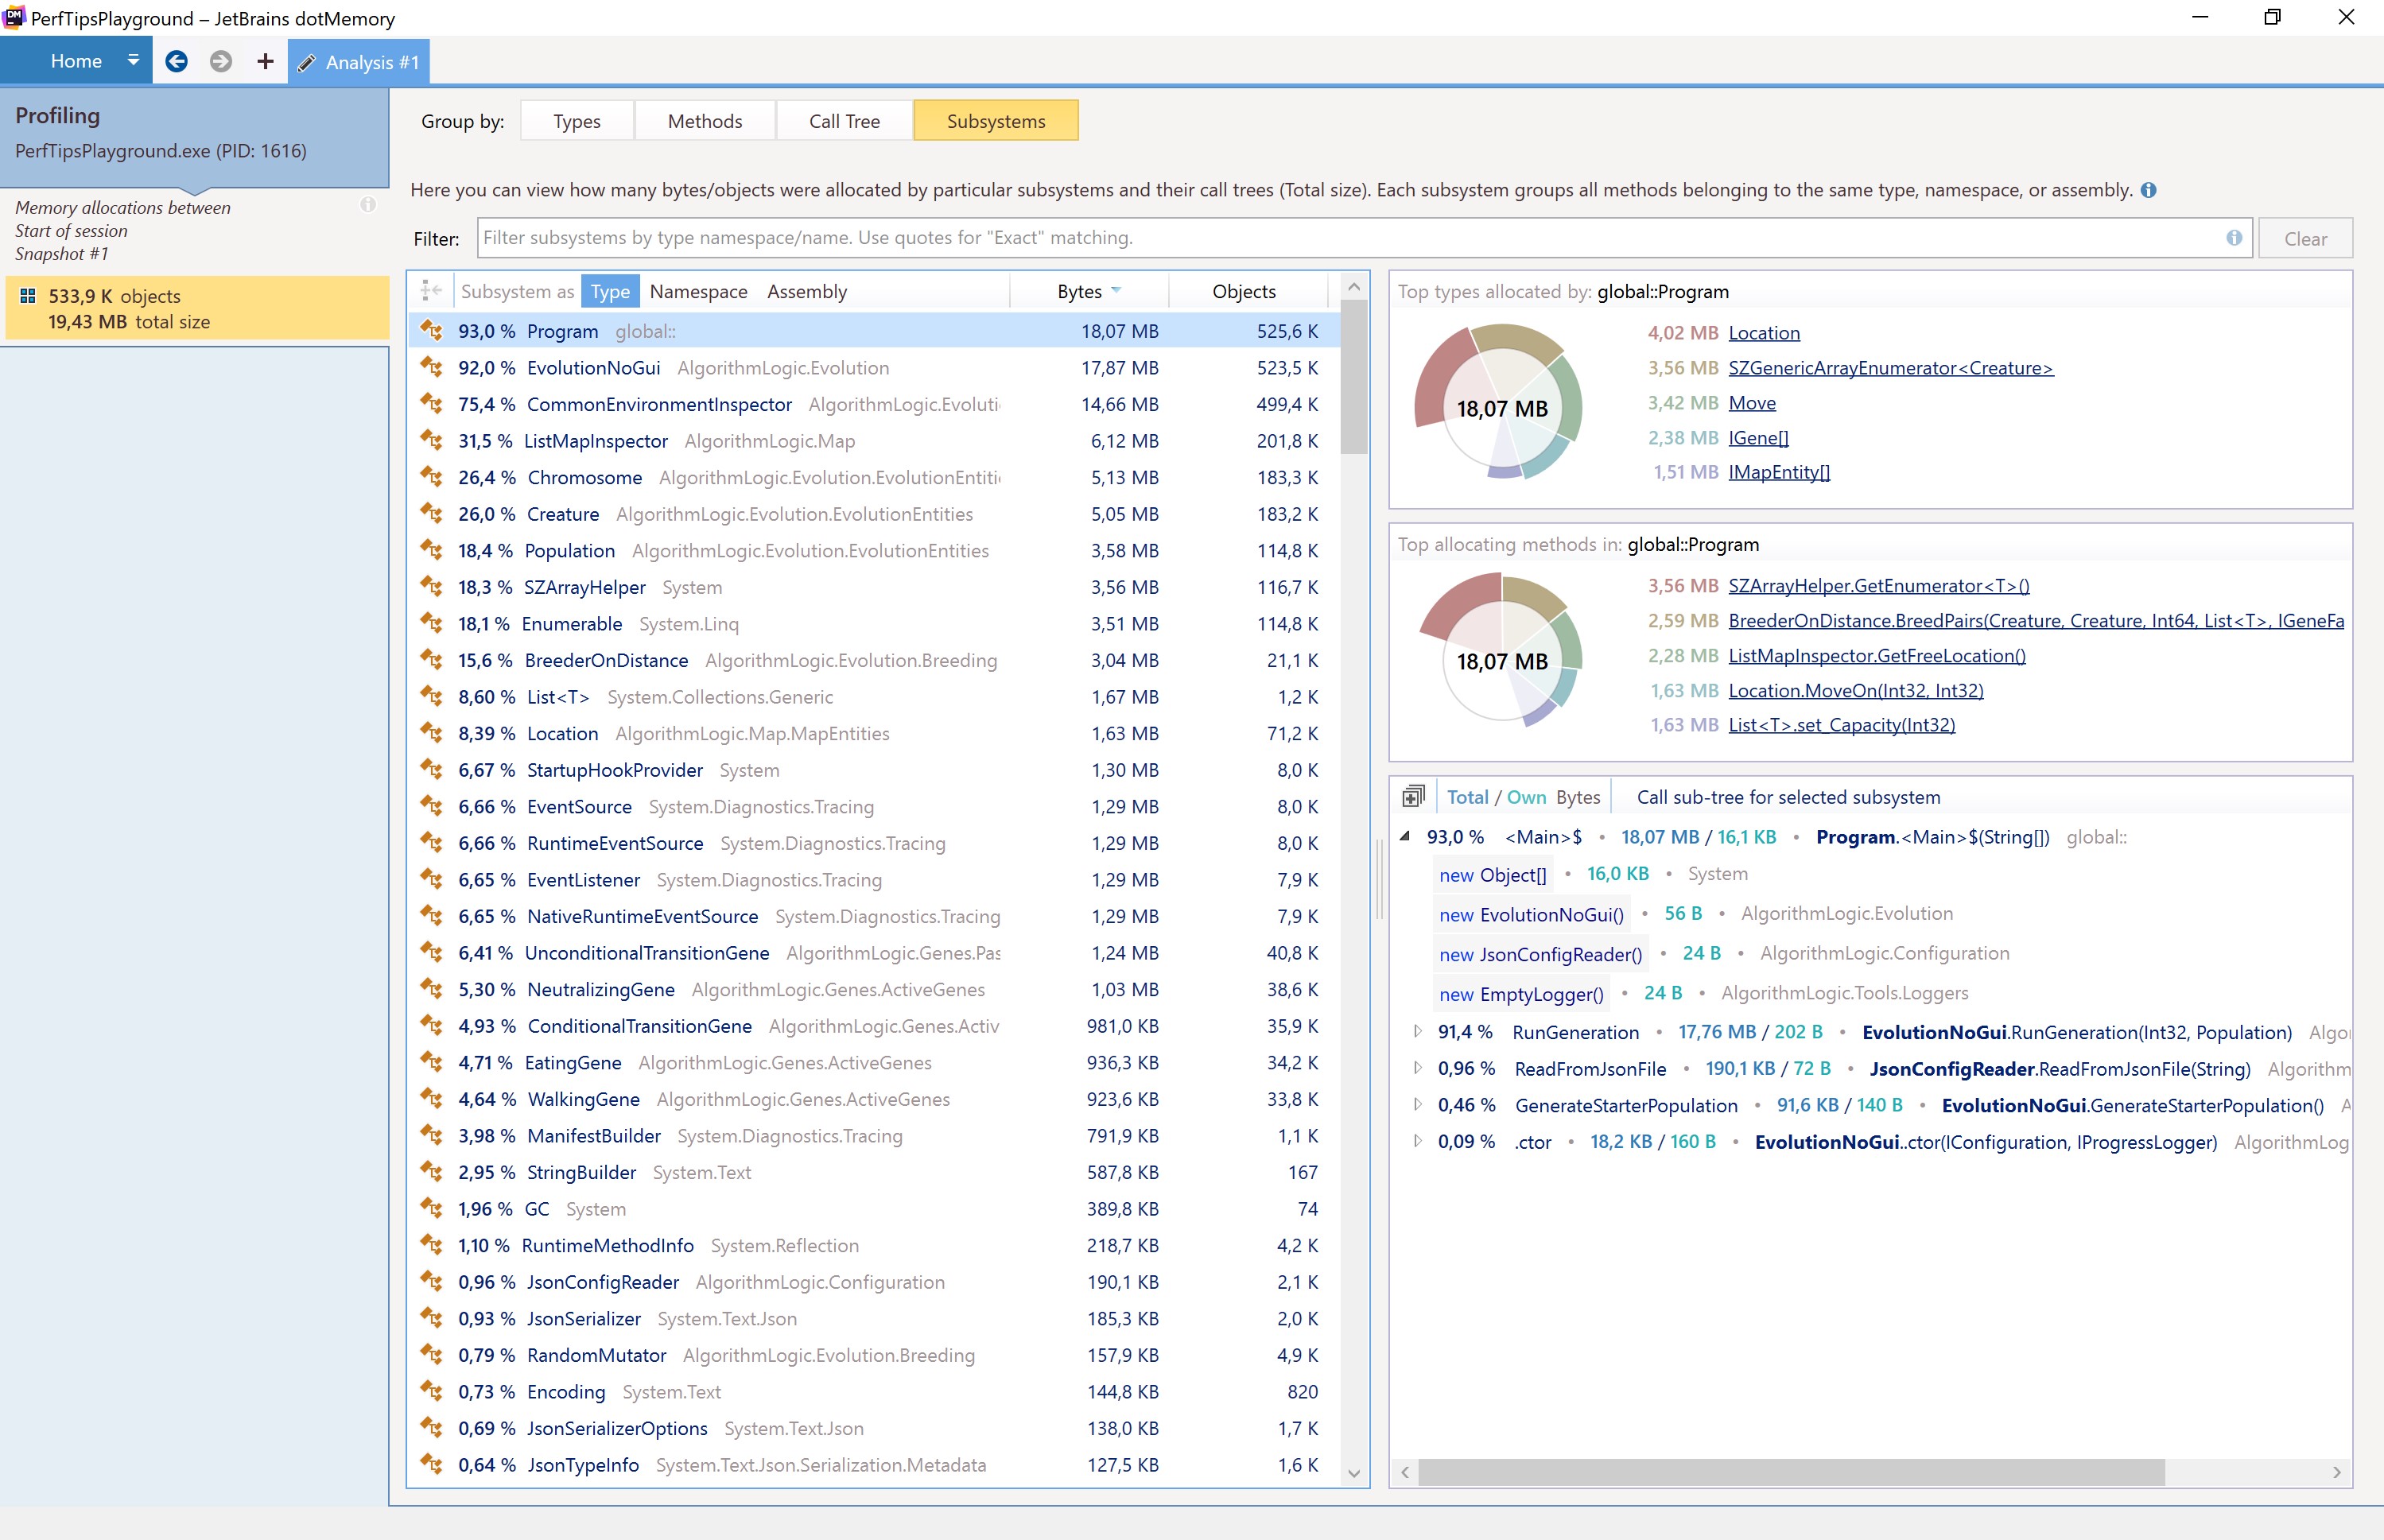 PerfTipsPlayground – JetBrains dotMemory
Home
Analysis #1
Profiling
PerfTipsPlayground.exe (PID: 1616)
Memory allocations between
Start of session
Snapshot #1
533,9 K objects
19,43 MB total size
Group by: Types Methods Call Tree Subsystems
Here you can view how many bytes/objects were allocated by particular subsystems and their call trees (Total size). Each subsystem groups all methods belonging to the same type, namespace, or assembly.
Filter: Filter subsystems by type namespace/name. Use quotes for "Exact" matching. Clear
Subsystem as Type Namespace Assembly Bytes Objects
93,0 % Program global:: 18,07 MB 525,6 K
92,0 % EvolutionNoGui AlgorithmLogic.Evolution 17,87 MB 523,5 K
75,4 % CommonEnvironmentInspector AlgorithmLogic.Evoluti 14,66 MB 499,4 K
31,5 % ListMapInspector AlgorithmLogic.Map 6,12 MB 201,8 K
26,4 % Chromosome AlgorithmLogic.Evolution.EvolutionEntiti 5,13 MB 183,3 K
26,0 % Creature AlgorithmLogic.Evolution.EvolutionEntities 5,05 MB 183,2 K
18,4 % Population AlgorithmLogic.Evolution.EvolutionEntities 3,58 MB 114,8 K
18,3 % SZArrayHelper System 3,56 MB 116,7 K
18,1 % Enumerable System.Linq 3,51 MB 114,8 K
15,6 % BreederOnDistance AlgorithmLogic.Evolution.Breeding 3,04 MB 21,1 K
8,60 % List<T> System.Collections.Generic 1,67 MB 1,2 K
8,39 % Location AlgorithmLogic.Map.MapEntities 1,63 MB 71,2 K
6,67 % StartupHookProvider System 1,30 MB 8,0 K
6,66 % EventSource System.Diagnostics.Tracing 1,29 MB 8,0 K
6,66 % RuntimeEventSource System.Diagnostics.Tracing 1,29 MB 8,0 K
6,65 % EventListener System.Diagnostics.Tracing 1,29 MB 7,9 K
6,65 % NativeRuntimeEventSource System.Diagnostics.Tracing 1,29 MB 7,9 K
6,41 % UnconditionalTransitionGene AlgorithmLogic.Genes.Pas 1,24 MB 40,8 K
5,30 % NeutralizingGene AlgorithmLogic.Genes.ActiveGenes 1,03 MB 38,6 K
4,93 % ConditionalTransitionGene AlgorithmLogic.Genes.Activ 981,0 KB 35,9 K
4,71 % EatingGene AlgorithmLogic.Genes.ActiveGenes 936,3 KB 34,2 K
4,64 % WalkingGene AlgorithmLogic.Genes.ActiveGenes 923,6 KB 33,8 K
3,98 % ManifestBuilder System.Diagnostics.Tracing 791,9 KB 1,1 K
2,95 % StringBuilder System.Text 587,8 KB 167
1,96 % GC System 389,8 KB 74
1,10 % RuntimeMethodInfo System.Reflection 218,7 KB 4,2 K
0,96 % JsonConfigReader AlgorithmLogic.Configuration 190,1 KB 2,1 K
0,93 % JsonSerializer System.Text.Json 185,3 KB 2,0 K
0,79 % RandomMutator AlgorithmLogic.Evolution.Breeding 157,9 KB 4,9 K
0,73 % Encoding System.Text 144,8 KB 820
0,69 % JsonSerializerOptions System.Text.Json 138,0 KB 1,7 K
0,64 % JsonTypeInfo System.Text.Json.Serialization.Metadata 127,5 KB 1,6 K
Top types allocated by: global::Program
18,07 MB
4,02 MB Location
3,56 MB SZGenericArrayEnumerator<Creature>
3,42 MB Move
2,38 MB IGene[]
1,51 MB IMapEntity[]
Top allocating methods in: global::Program
18,07 MB
3,56 MB SZArrayHelper.GetEnumerator<T>()
2,59 MB BreederOnDistance.BreedPairs(Creature, Creature, Int64, List<T>, IGeneFa
2,28 MB ListMapInspector.GetFreeLocation()
1,63 MB Location.MoveOn(Int32, Int32)
1,63 MB List<T>.set_Capacity(Int32)
Total / Own Bytes Call sub-tree for selected subsystem
93,0 % <Main>$ • 18,07 MB / 16,1 KB • Program.<Main>$(String[]) global::
new Object[] • 16,0 KB • System
new EvolutionNoGui() • 56 B • AlgorithmLogic.Evolution
new JsonConfigReader() • 24 B • AlgorithmLogic.Configuration
new EmptyLogger() • 24 B • AlgorithmLogic.Tools.Loggers
91,4 % RunGeneration • 17,76 MB / 202 B • EvolutionNoGui.RunGeneration(Int32, Population) Algor
0,96 % ReadFromJsonFile • 190,1 KB / 72 B • JsonConfigReader.ReadFromJsonFile(String) Algorithm
0,46 % GenerateStarterPopulation • 91,6 KB / 140 B • EvolutionNoGui.GenerateStarterPopulation() A
0,09 % .ctor • 18,2 KB / 160 B • EvolutionNoGui..ctor(IConfiguration, IProgressLogger) AlgorithmLog